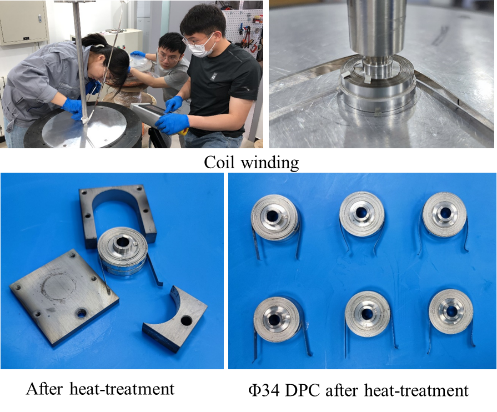 Coil winding
After heat-treatment
Φ34 DPC after heat-treatment